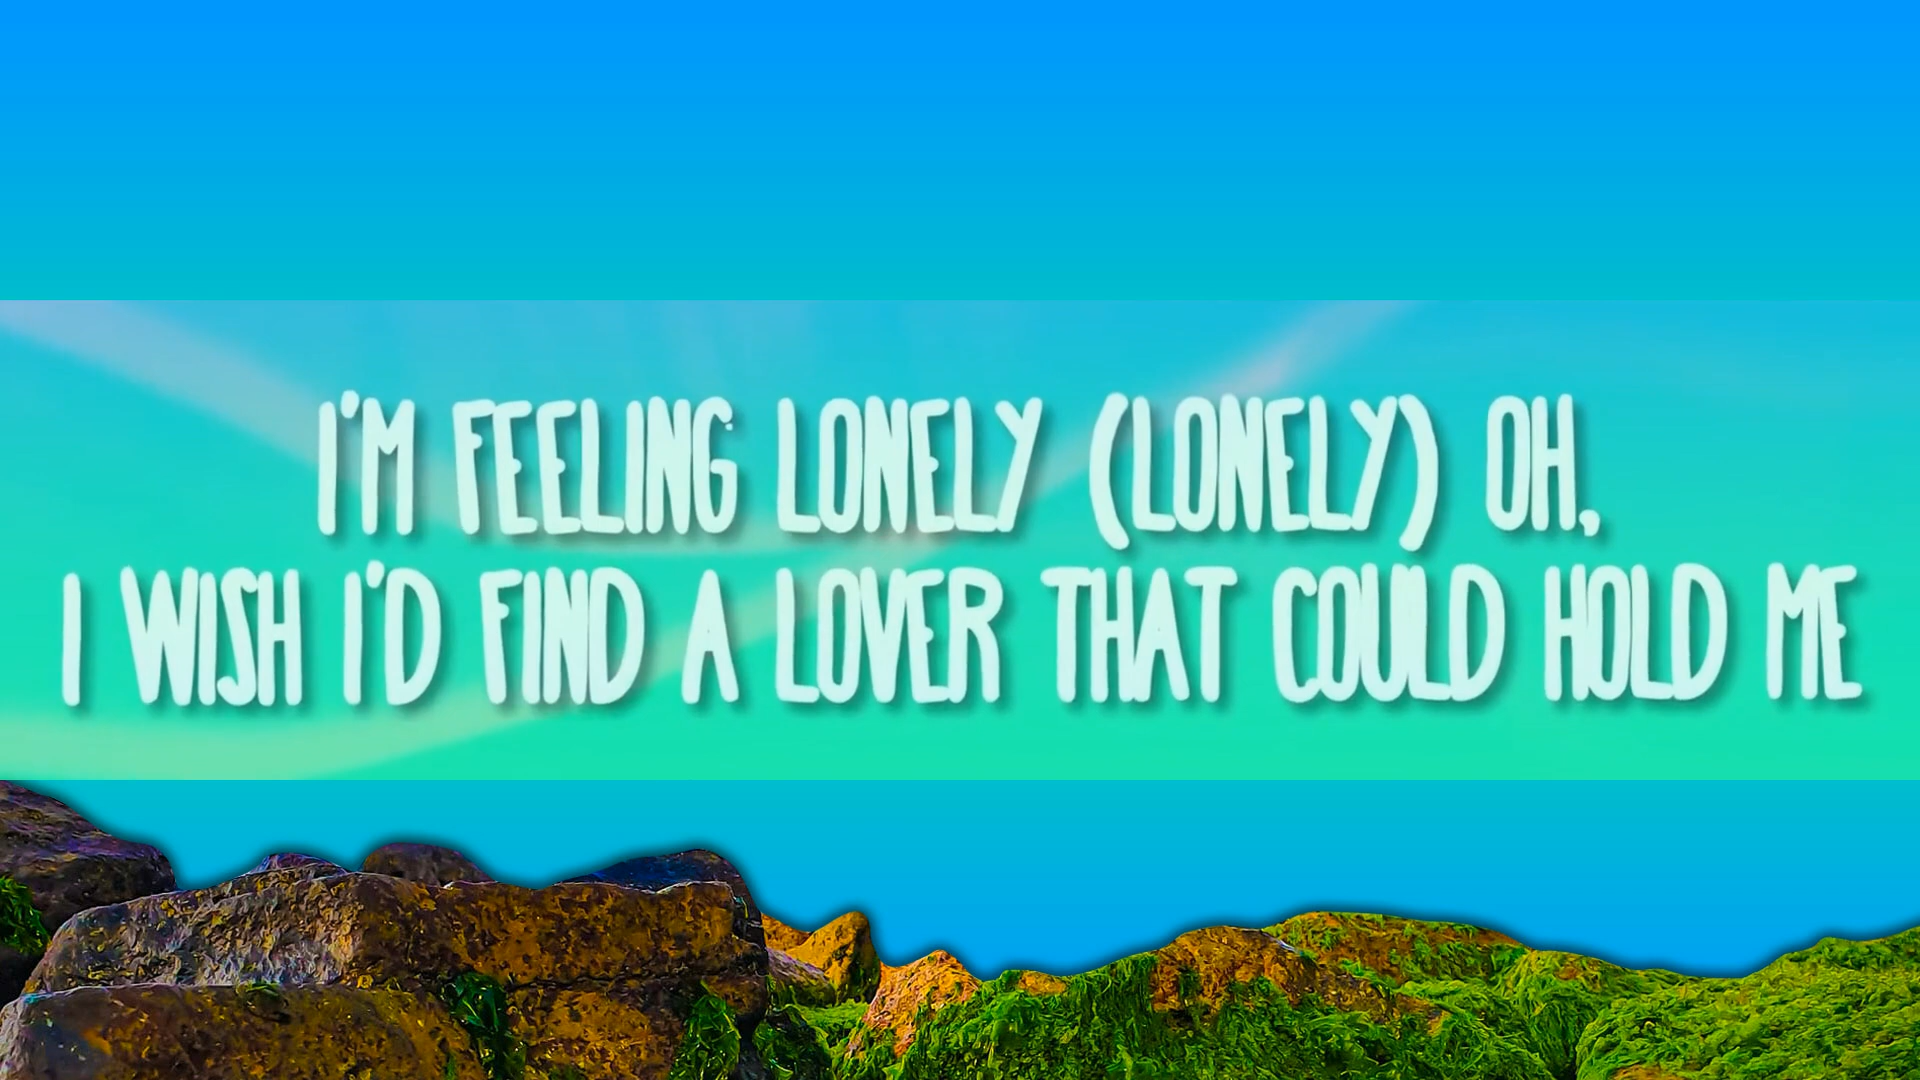 I'M FEELING LONELY (LONELY) OH,
I WISH I'D FIND A LOVER THAT COULD HOLD ME